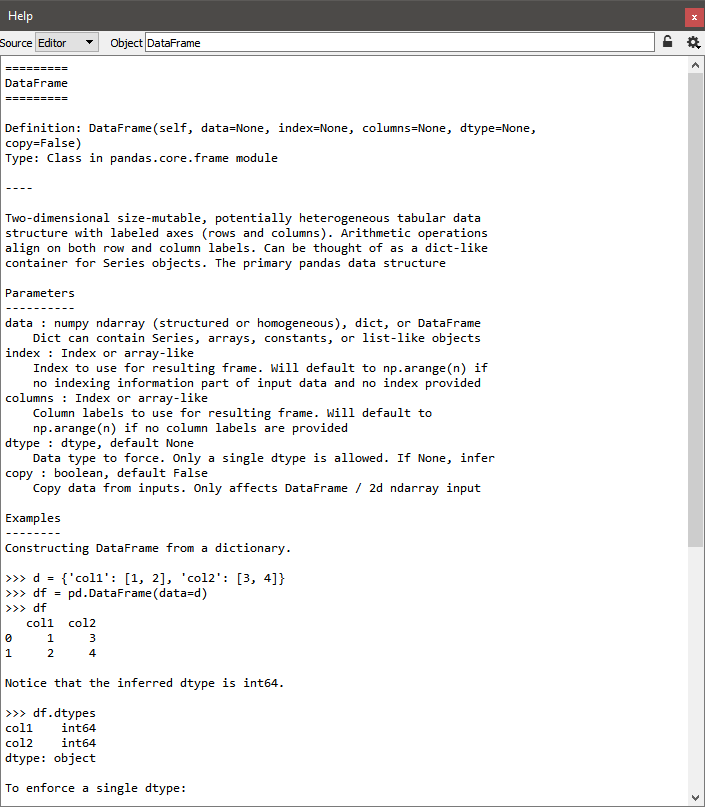 Help
x
Source Editor Object DataFrame
=========
DataFrame
=========
Definition: DataFrame(self, data=None, index=None, columns=None, dtype=None,
copy=False)
Type: Class in pandas.core.frame module
----
Two-dimensional size-mutable, potentially heterogeneous tabular data
structure with labeled axes (rows and columns). Arithmetic operations
align on both row and column labels. Can be thought of as a dict-like
container for Series objects. The primary pandas data structure
Parameters
----------
data : numpy ndarray (structured or homogeneous), dict, or DataFrame
    Dict can contain Series, arrays, constants, or list-like objects
index : Index or array-like
    Index to use for resulting frame. Will default to np.arange(n) if
    no indexing information part of input data and no index provided
columns : Index or array-like
    Column labels to use for resulting frame. Will default to
    np.arange(n) if no column labels are provided
dtype : dtype, default None
    Data type to force. Only a single dtype is allowed. If None, infer
copy : boolean, default False
    Copy data from inputs. Only affects DataFrame / 2d ndarray input
Examples
--------
Constructing DataFrame from a dictionary.
>>> d = {'col1': [1, 2], 'col2': [3, 4]}
>>> df = pd.DataFrame(data=d)
>>> df
   col1  col2
0     1     3
1     2     4
Notice that the inferred dtype is int64.
>>> df.dtypes
col1    int64
col2    int64
dtype: object
To enforce a single dtype: